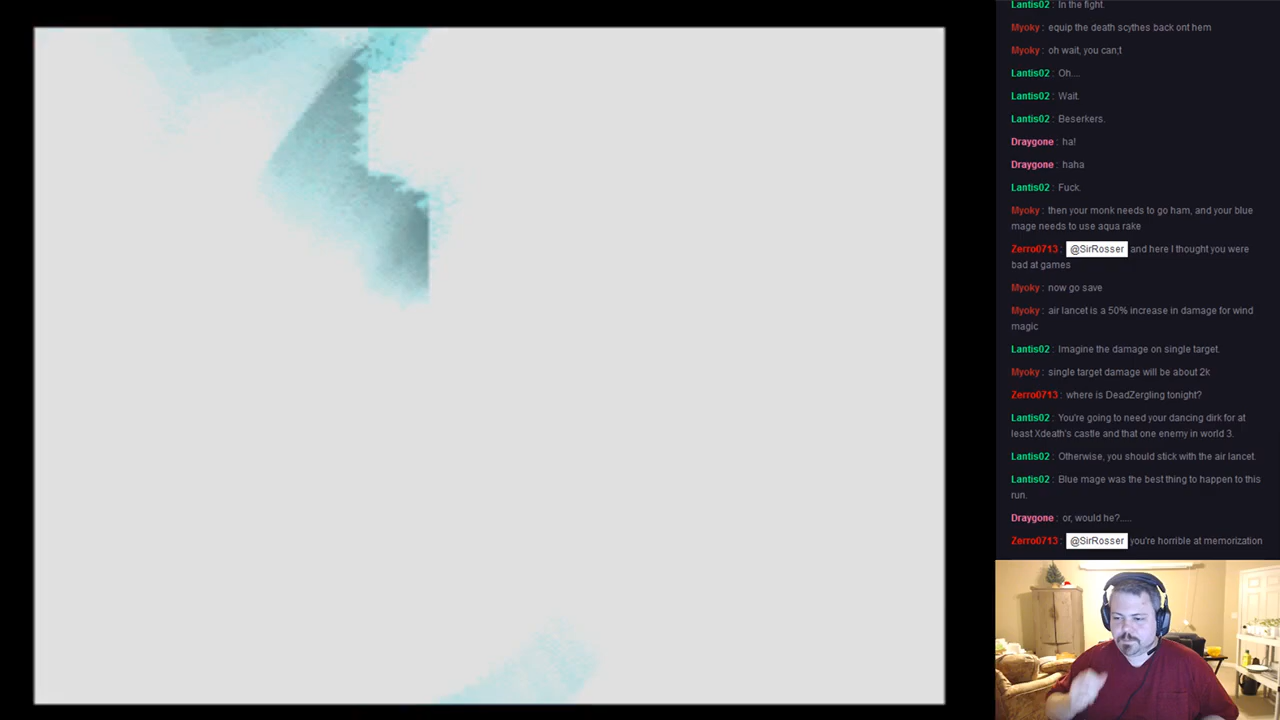 Lantis02 : In the fight.
Myoky : equip the death scythes back ont hem
Myoky : oh wait, you can;t
Lantis02 : Oh....
Lantis02 : Wait.
Lantis02 : Beserkers.
Draygone : ha!
Draygone : haha
Lantis02 : Fuck.
Myoky : then your monk needs to go ham, and your blue
mage needs to use aqua rake
Zerro0713 : @SirRosser and here I thought you were
bad at games
Myoky : now go save
Myoky : air lancet is a 50% increase in damage for wind
magic
Lantis02 : Imagine the damage on single target.
Myoky : single target damage will be about 2k
Zerro0713 : where is DeadZergling tonight?
Lantis02 : You're going to need your dancing dirk for at
least Xdeath's castle and that one enemy in world 3.
Lantis02 : Otherwise, you should stick with the air lancet.
Lantis02 : Blue mage was the best thing to happen to this
run.
Draygone : or, would he?.....
Zerro0713 : @SirRosser you're horrible at memorization